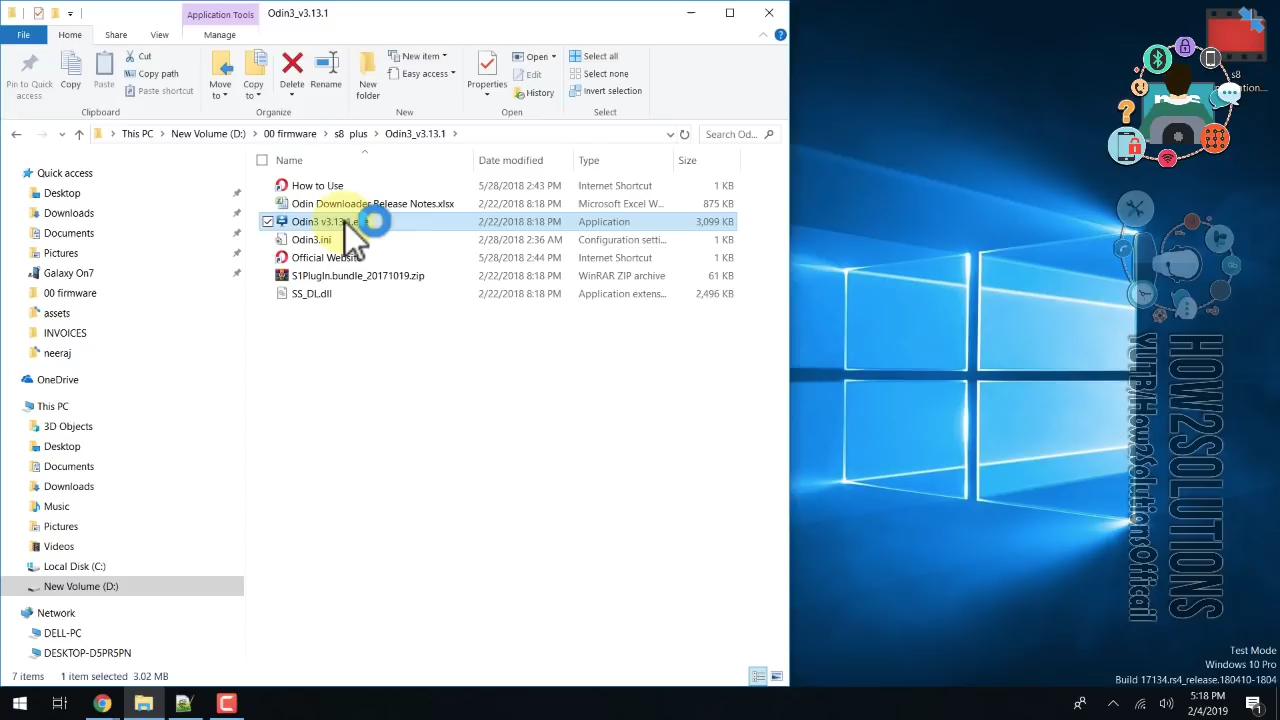 Application Tools
Odin3_v3.13.1
File
Home
Share
View
Manage
Pin to Quick access
Copy
Paste
Cut
Copy path
Paste shortcut
Clipboard
Move to
Copy to
Delete
Rename
Organize
New folder
New item
Easy access
New
Properties
Open
Edit
History
Open
Select all
Select none
Invert selection
Select
This PC
New Volume (D:)
00 firmware
s8 plus
Odin3_v3.13.1
Search Od...
Name
Date modified
Type
Size
How to Use 5/28/2018 2:43 PM Internet Shortcut 1 KB
Odin Downloader Release Notes.xlsx 2/22/2018 8:18 PM Microsoft Excel W... 875 KB
Odin3 v3.13.1.exe 2/22/2018 8:18 PM Application 3,099 KB
Odin3.ini 2/28/2018 2:36 AM Configuration setti... 1 KB
Official Website 5/28/2018 2:44 PM Internet Shortcut 1 KB
S1PlugIn.bundle_20171019.zip 2/22/2018 8:18 PM WinRAR ZIP archive 61 KB
SS_DL.dll 2/22/2018 8:18 PM Application extens... 2,496 KB
Quick access
Desktop
Downloads
Documents
Pictures
Galaxy On7
00 firmware
assets
INVOICES
neeraj
OneDrive
This PC
3D Objects
Desktop
Documents
Downloads
Music
Pictures
Videos
Local Disk (C:)
New Volume (D:)
Network
DELL-PC
DESKTOP-D5PR5PN
7 items
item selected 3.02 MB
s8
HOW2SOLUTIONS
Test Mode
Windows 10 Pro
Build 17134.rs4_release.180410-1804
5:18 PM
2/4/2019
1